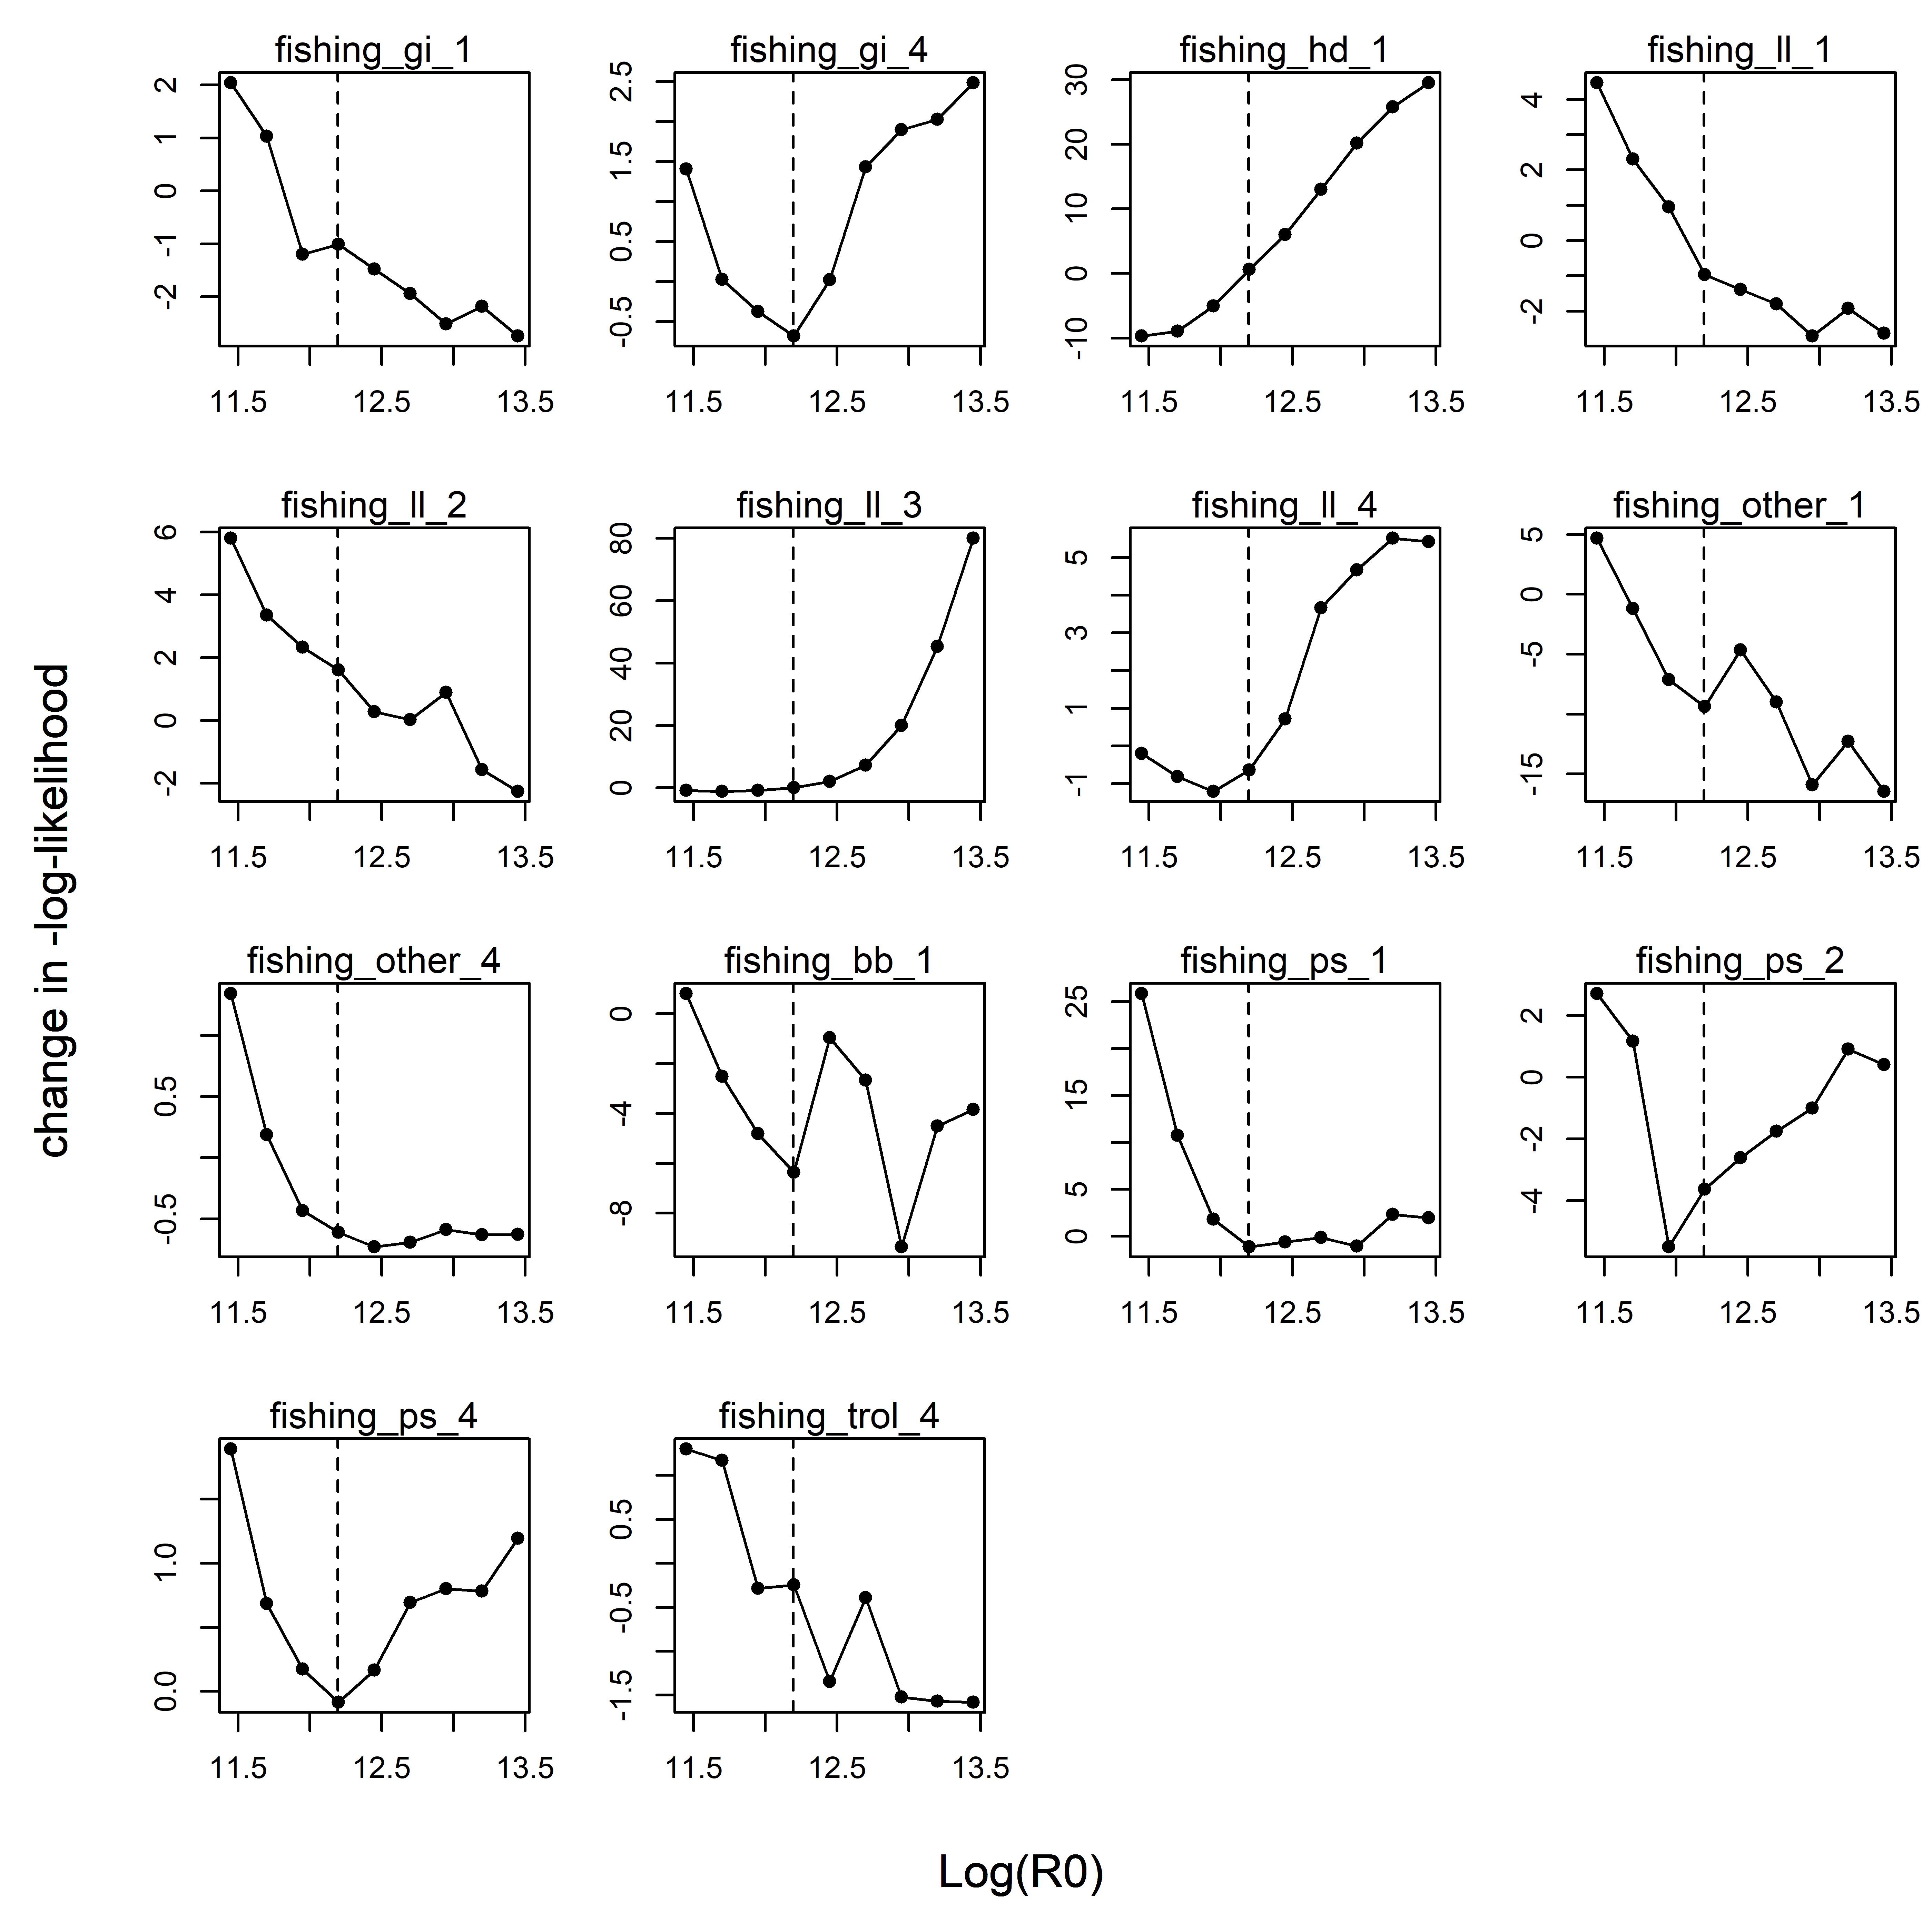 fishing_gi_1 fishing_gi_4 fishing_hd_1 fishing_ll_1
2 1 0 -1 -2
2.5 1.5 0.5 -0.5
30 20 10 0 -10
4 2 0 -2
11.5 12.5 13.5 11.5 12.5 13.5 11.5 12.5 13.5 11.5 12.5 13.5
fishing_ll_2 fishing_ll_3 fishing_ll_4 fishing_other_1
6 4 2 0 -2
80 60 40 20 0
5 3 1 -1
5 0 -5 -15
11.5 12.5 13.5 11.5 12.5 13.5 11.5 12.5 13.5 11.5 12.5 13.5
change in -log-likelihood
fishing_other_4 fishing_bb_1 fishing_ps_1 fishing_ps_2
0.5 -0.5
0 -4 -8
25 15 5 0
2 0 -2 -4
11.5 12.5 13.5 11.5 12.5 13.5 11.5 12.5 13.5 11.5 12.5 13.5
fishing_ps_4 fishing_trol_4
1.0 0.0
0.5 -0.5 -1.5
11.5 12.5 13.5 11.5 12.5 13.5
Log(R0)